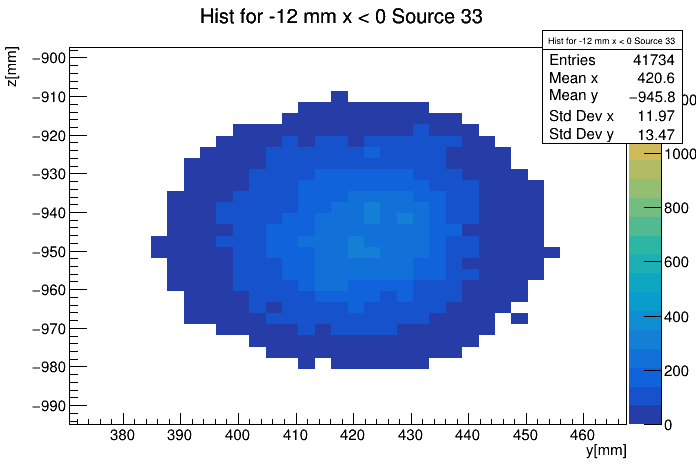 Hist for -12 mm x < 0 Source 33
z[mm]
Hist for -12 mm x < 0 Source 33
Entries 41734
Mean x 420.6
Mean y −945.8
Std Dev x 11.97
Std Dev y 13.47
−900
−910
−920
−930
−940
−950
−960
−970
−980
−990
380 390 400 410 420 430 440 450 460
y[mm]
1000
800
600
400
200
0